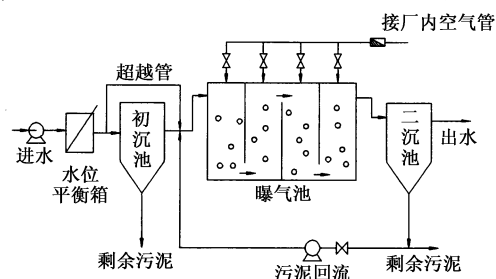 接厂内空气管
超越管
初沉池
二沉池
进水
出水
水位
平衡箱
曝气池
剩余污泥
污泥回流
剩余污泥